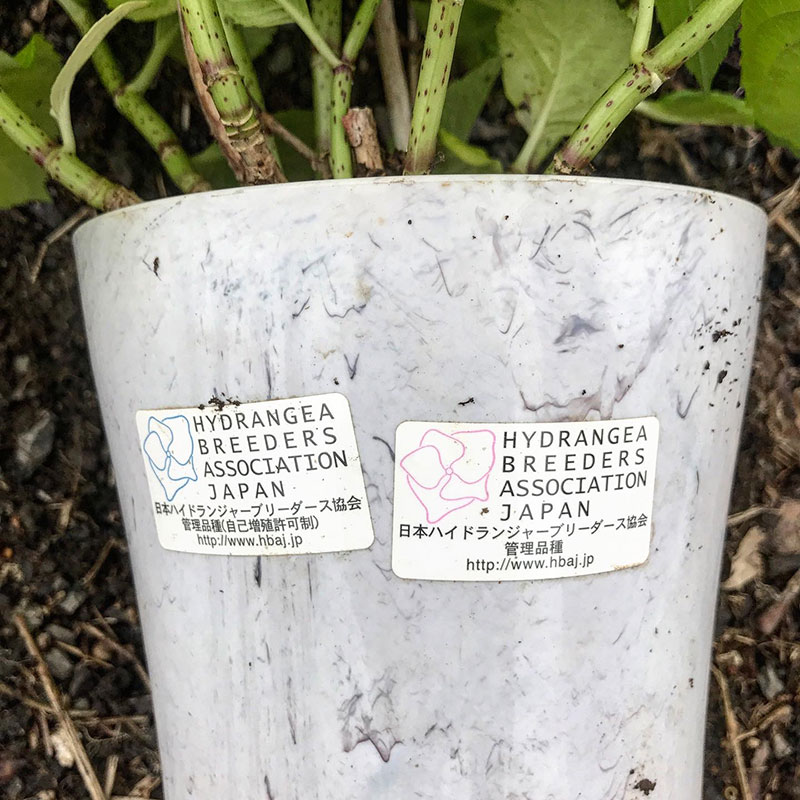 HYDRANGEA
BREEDERS
ASSOCIATION
JAPAN
日本ハイドランジャーブリーダース協会
管理品種(自己増殖許可制)
http://www.hbaj.jp
HYDRANGEA
BREEDERS
ASSOCIATION
JAPAN
日本ハイドランジャーブリーダース協会
管理品種
http://www.hbaj.jp